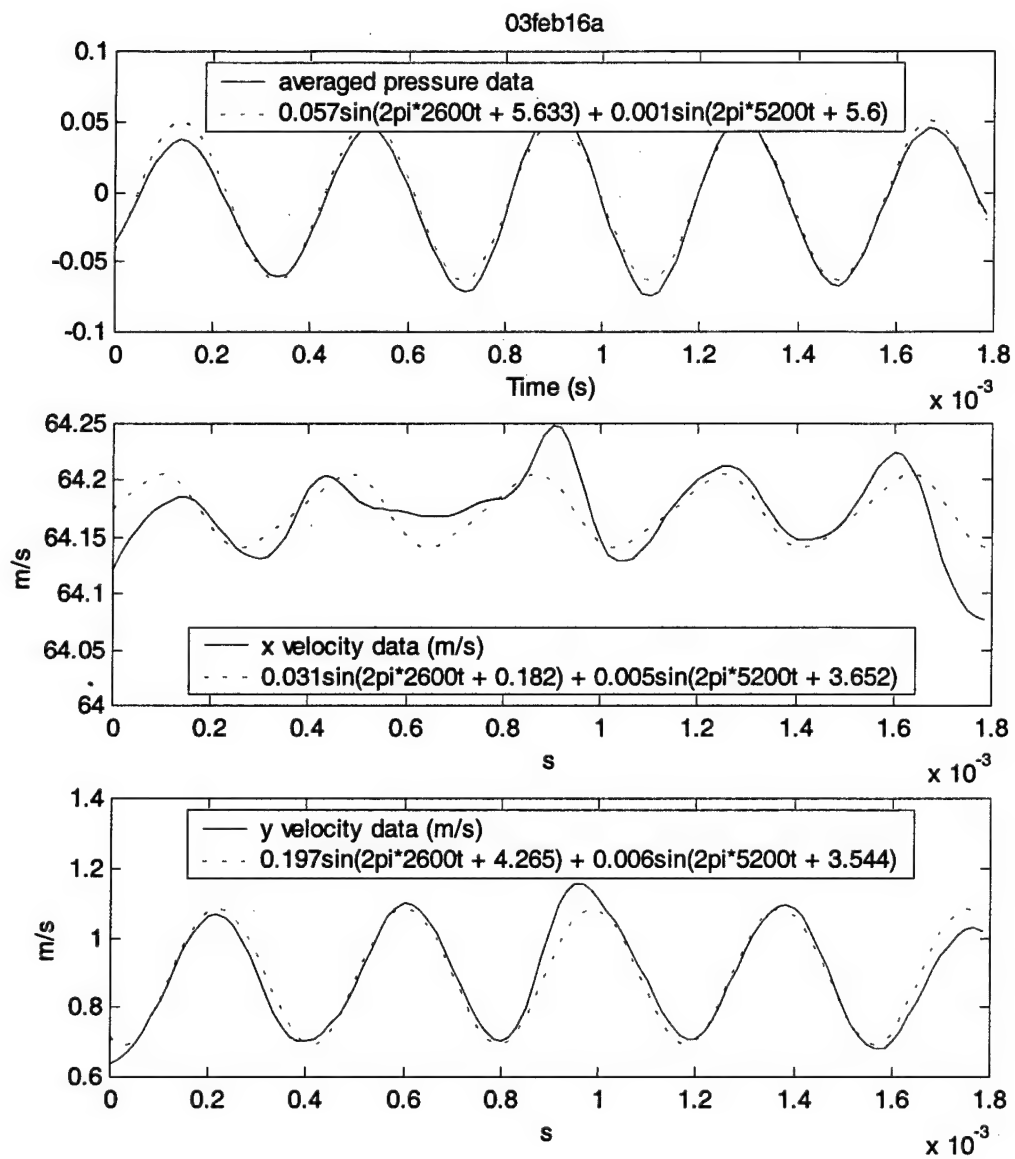 03feb16a
0.1
0.05
0
-0.05
-0.1
averaged pressure data
0.057sin(2pi*2600t + 5.633) + 0.001sin(2pi*5200t + 5.6)
0 0.2 0.4 0.6 0.8 1 1.2 1.4 1.6 1.8
Time (s)
x 10-3
64.25
64.2
64.15
64.1
64.05
64
m/s
x velocity data (m/s)
0.031sin(2pi*2600t + 0.182) + 0.005sin(2pi*5200t + 3.652)
0 0.2 0.4 0.6 0.8 1 1.2 1.4 1.6 1.8
s
x 10-3
1.4
1.2
1
0.8
0.6
m/s
y velocity data (m/s)
0.197sin(2pi*2600t + 4.265) + 0.006sin(2pi*5200t + 3.544)
0 0.2 0.4 0.6 0.8 1 1.2 1.4 1.6 1.8
s
x 10-3